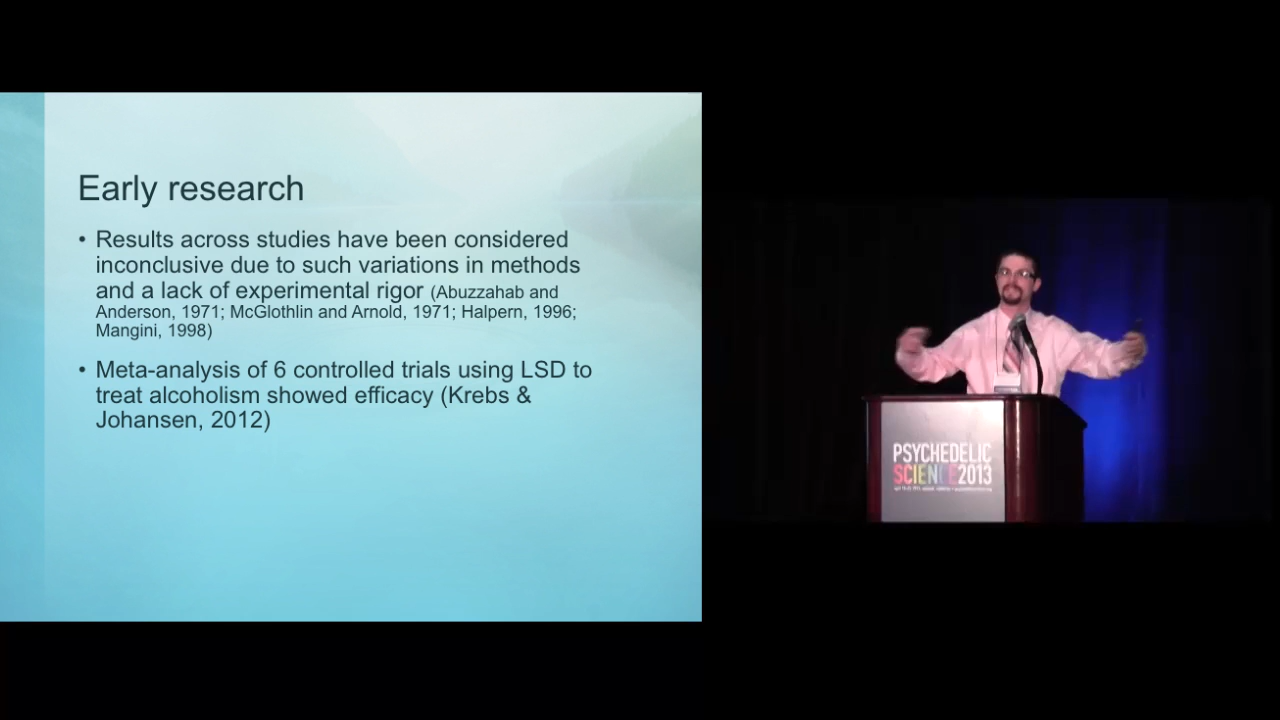 Early research
• Results across studies have been considered
inconclusive due to such variations in methods
and a lack of experimental rigor (Abuzzahab and
Anderson, 1971; McGlothlin and Arnold, 1971; Halpern, 1996;
Mangini, 1998)
• Meta-analysis of 6 controlled trials using LSD to
treat alcoholism showed efficacy (Krebs &
Johansen, 2012)
PSYCHEDELIC
SCIENCE2013